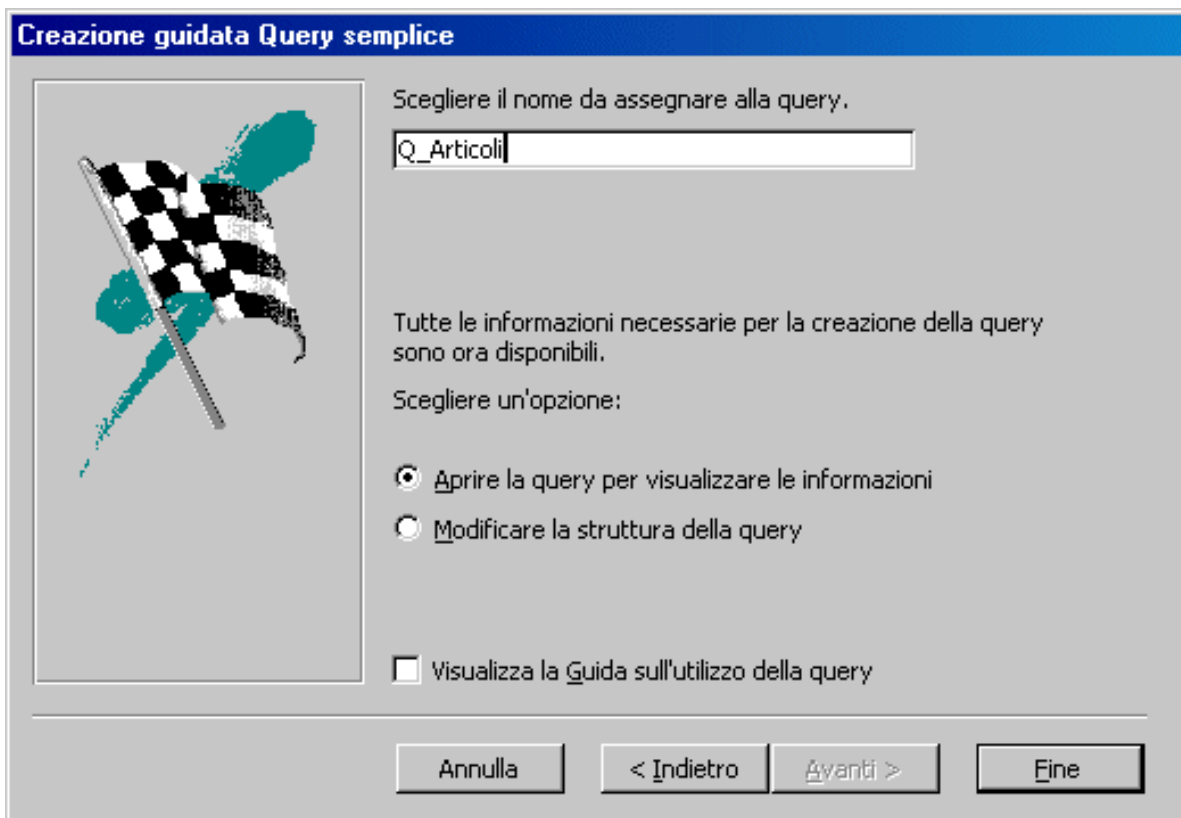 Creazione guidata Query semplice
Scegliere il nome da assegnare alla query.
Q_Articoli
Tutte le informazioni necessarie per la creazione della query
sono ora disponibili.
Scegliere un'opzione:
Aprire la query per visualizzare le informazioni
Modificare la struttura della query
Visualizza la Guida sull'utilizzo della query
Annulla
< Indietro
Avanti >
Fine